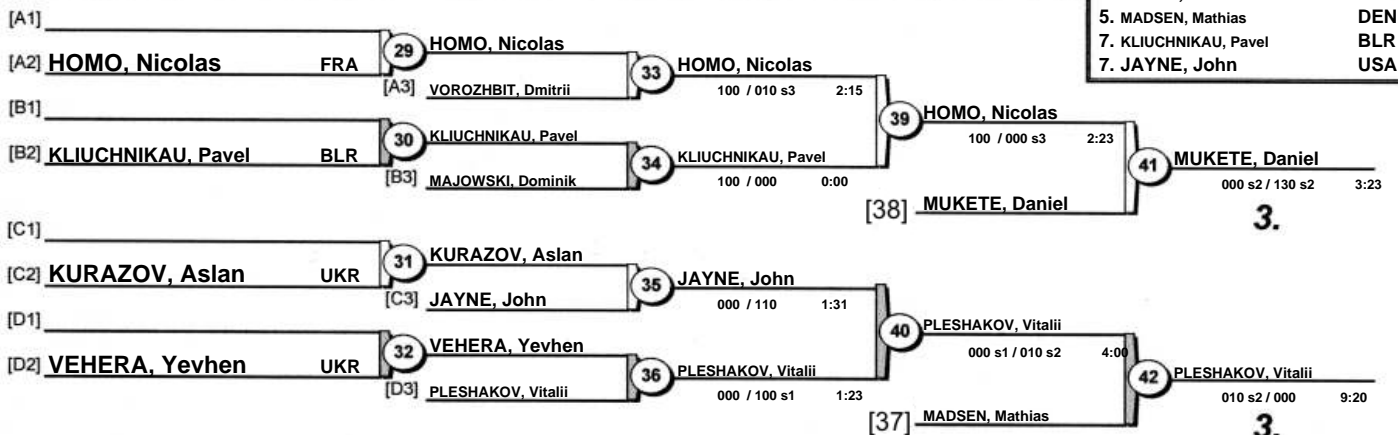 5. MADSEN, Mathias DEN
7. KLIUCHNIKAU, Pavel BLR
7. JAYNE, John USA
[A1]
[A2] HOMO, Nicolas FRA
29
HOMO, Nicolas
[A3] VOROZHBIT, Dmitrii
33
HOMO, Nicolas
100 / 010 s3 2:15
[B1]
[B2] KLIUCHNIKAU, Pavel BLR
30
KLIUCHNIKAU, Pavel
[B3] MAJOWSKI, Dominik
34
KLIUCHNIKAU, Pavel
100 / 000 0:00
39
HOMO, Nicolas
100 / 000 s3 2:23
[38] MUKETE, Daniel
41
MUKETE, Daniel
000 s2 / 130 s2 3:23
3.
[C1]
[C2] KURAZOV, Aslan UKR
31
KURAZOV, Aslan
[C3] JAYNE, John
35
JAYNE, John
000 / 110 1:31
[D1]
[D2] VEHERA, Yevhen UKR
32
VEHERA, Yevhen
[D3] PLESHAKOV, Vitalii
36
PLESHAKOV, Vitalii
000 / 100 s1 1:23
40
PLESHAKOV, Vitalii
000 s1 / 010 s2 4:00
[37] MADSEN, Mathias
42
PLESHAKOV, Vitalii
010 s2 / 000 9:20
3.